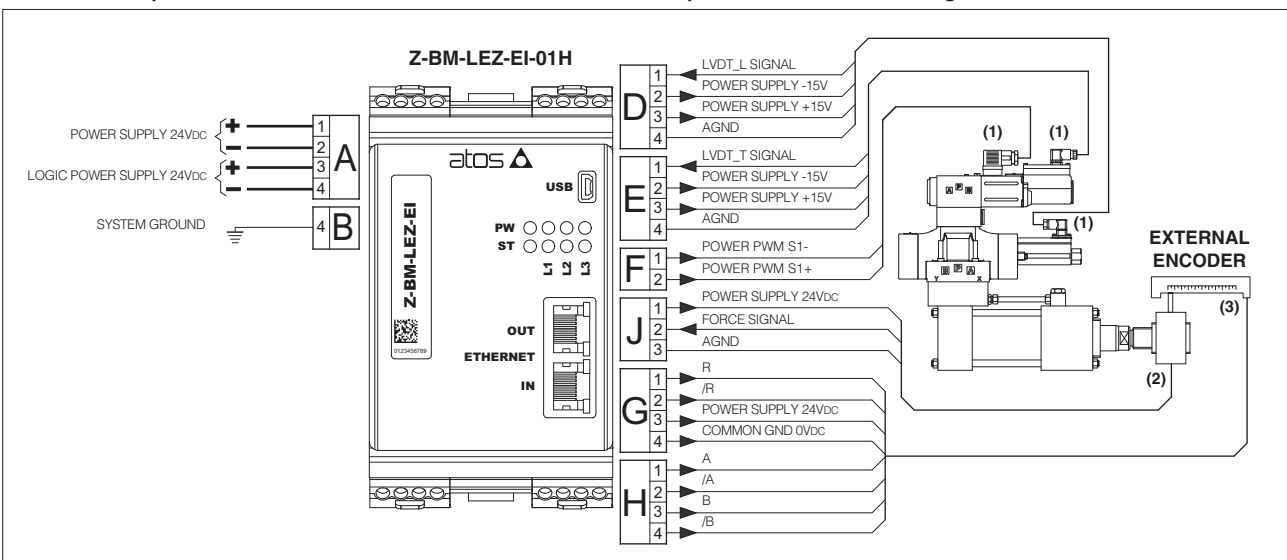 Z-BM-LEZ-EI-01H
POWER SUPPLY 24VDC
+
−
LOGIC POWER SUPPLY 24VDC
+
−
1
2
3
4
A
SYSTEM GROUND
4
B
atos
USB
PW
ST
L1
L2
L3
Z-BM-LEZ-EI
0123456789
OUT
ETHERNET
IN
D
1 LVDT_L SIGNAL
2 POWER SUPPLY -15V
3 POWER SUPPLY +15V
4 AGND
E
1 LVDT_T SIGNAL
2 POWER SUPPLY -15V
3 POWER SUPPLY +15V
4 AGND
F
1 POWER PWM S1-
2 POWER PWM S1+
J
1 POWER SUPPLY 24VDC
2 FORCE SIGNAL
3 AGND
G
1 R
2 /R
3 POWER SUPPLY 24VDC
4 COMMON GND 0VDC
H
1 A
2 /A
3 B
4 /B
(1)
(1)
(1)
A P B
B P A
Y X
EXTERNAL
ENCODER
(3)
(2)